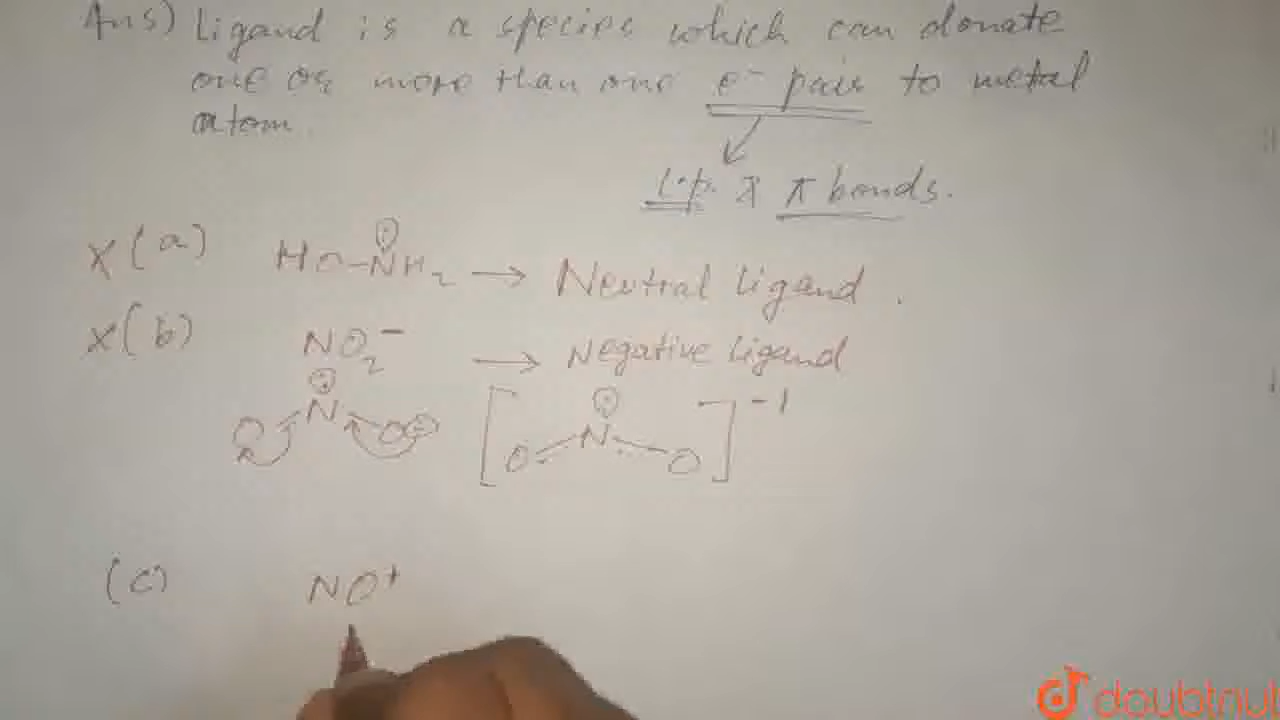 Ans) Ligand is a species which can donate
one or more than one e⁻ pair to metal
atom.
l.p. & π bonds.
x (a) HO-NH₂ → Neutral ligand.
x (b) NO₂⁻ → Negative ligand
N O O⊖ [O N O]⁻¹
(c) NO⁺
doubtnut